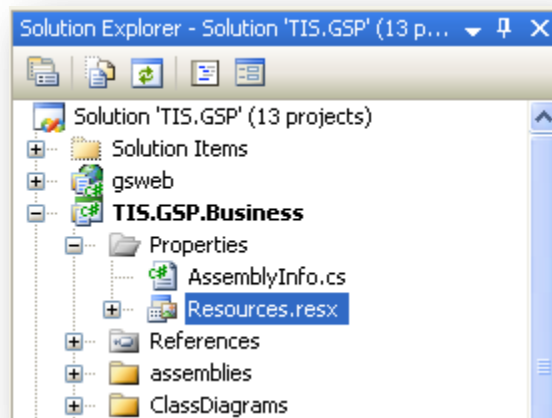 Solution Explorer - Solution 'TIS.GSP' (13 p...
Solution 'TIS.GSP' (13 projects)
Solution Items
gsweb
TIS.GSP.Business
Properties
AssemblyInfo.cs
Resources.resx
References
assemblies
ClassDiagrams